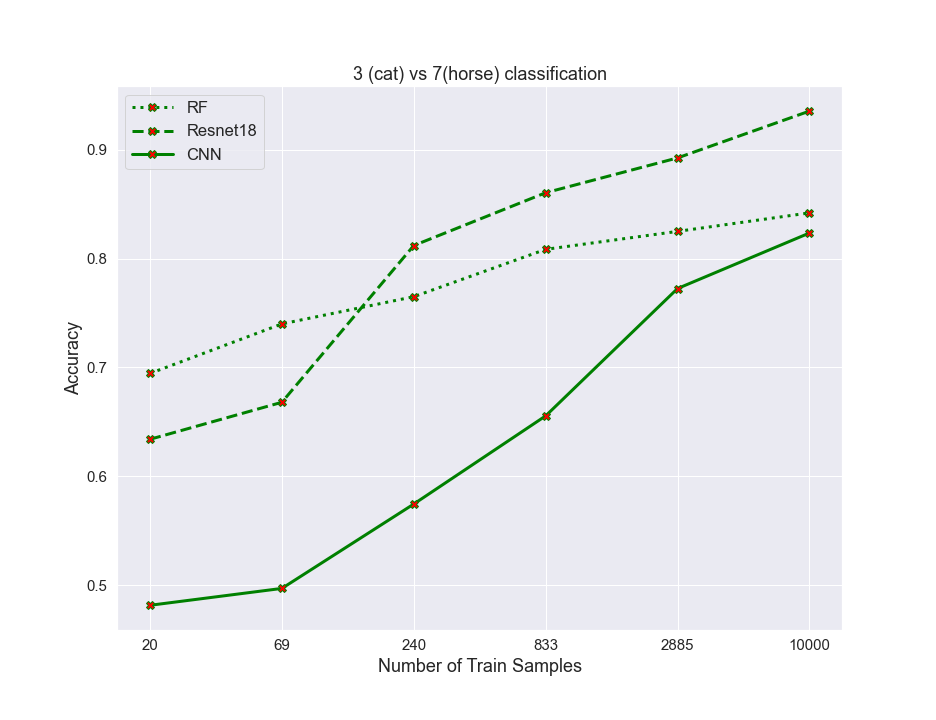 3 (cat) vs 7(horse) classification
RF
Resnet18
CNN
0.9
0.8
0.7
0.6
0.5
Accuracy
20 69 240 833 2885 10000
Number of Train Samples